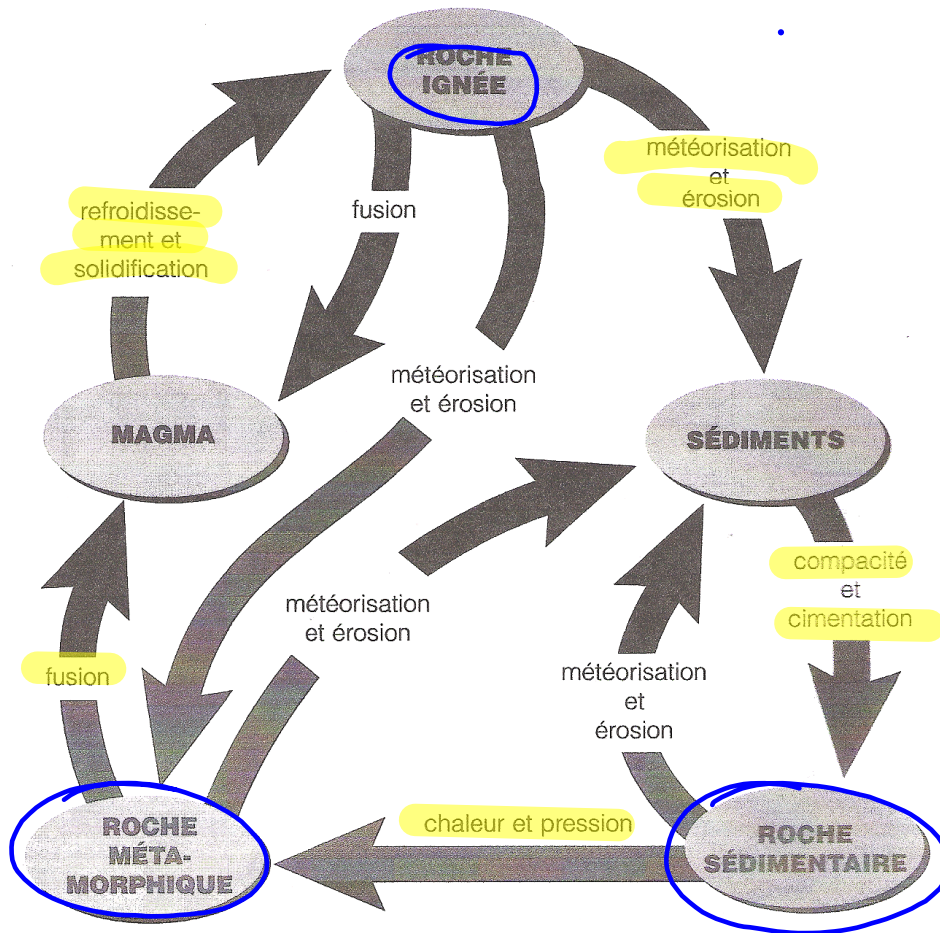 ROCHE
IGNÉE
météorisation
et
érosion
refroidisse-
ment et
solidification
fusion
météorisation
et érosion
MAGMA
SÉDIMENTS
compacité
et
cimentation
météorisation
et érosion
fusion
météorisation
et
érosion
chaleur et pression
ROCHE
MÉTA-
MORPHIQUE
ROCHE
SÉDIMENTAIRE